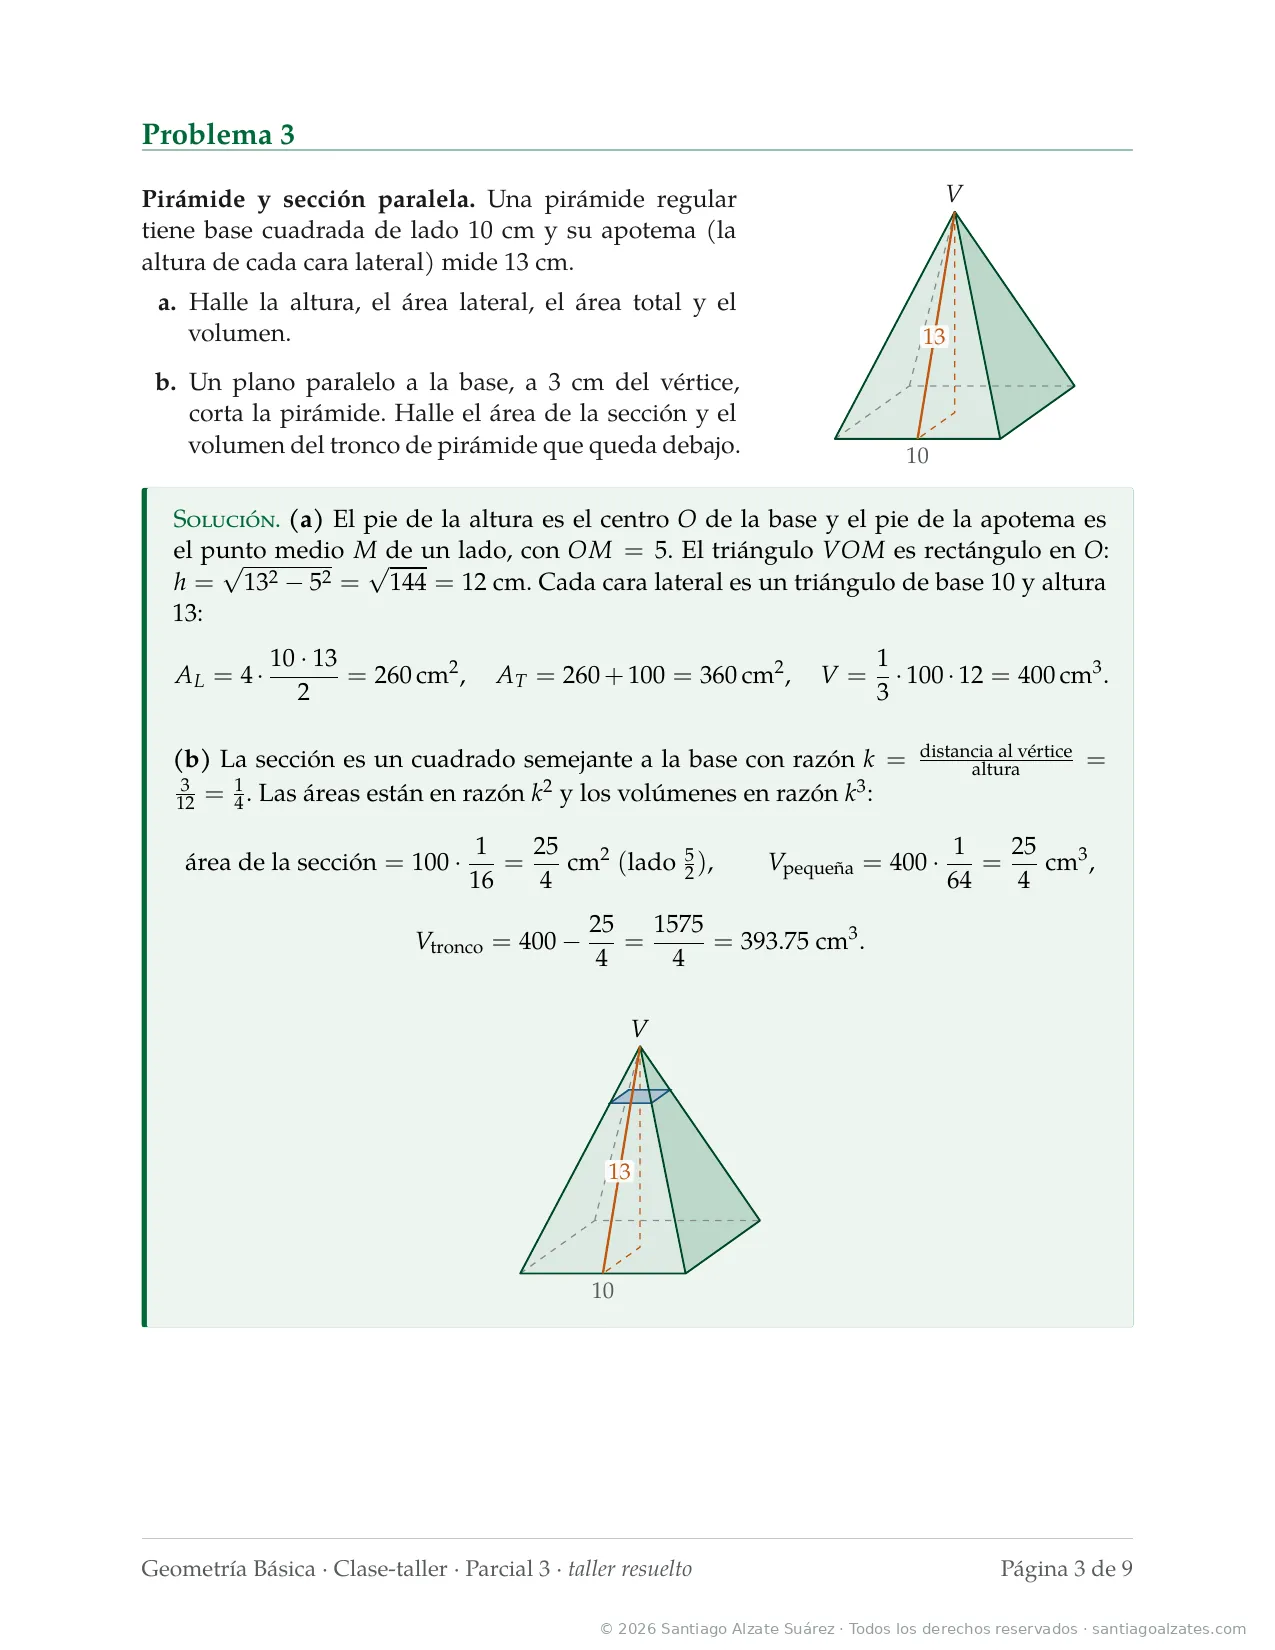 Problema 3
Pirámide y sección paralela. Una pirámide regular
tiene base cuadrada de lado 10 cm y su apotema (la
altura de cada cara lateral) mide 13 cm.
a. Halle la altura, el área lateral, el área total y el
volumen.
b. Un plano paralelo a la base, a 3 cm del vértice,
corta la pirámide. Halle el área de la sección y el
volumen del tronco de pirámide que queda debajo.
V
13
10
Solución. (a) El pie de la altura es el centro O de la base y el pie de la apotema es
el punto medio M de un lado, con OM = 5. El triángulo VOM es rectángulo en O:
h = √(13² − 5²) = √144 = 12 cm. Cada cara lateral es un triángulo de base 10 y altura
13:
A_L = 4 · (10 · 13)/2 = 260 cm², A_T = 260 + 100 = 360 cm², V = 1/3 · 100 · 12 = 400 cm³.
(b) La sección es un cuadrado semejante a la base con razón k = distancia al vértice/altura =
3/12 = 1/4. Las áreas están en razón k² y los volúmenes en razón k³:
área de la sección = 100 · 1/16 = 25/4 cm² (lado 5/2), V_pequeña = 400 · 1/64 = 25/4 cm³,
V_tronco = 400 − 25/4 = 1575/4 = 393.75 cm³.
V
13
10
Geometría Básica · Clase-taller · Parcial 3 · taller resuelto Página 3 de 9
© 2026 Santiago Alzate Suárez · Todos los derechos reservados · santiagoalzates.com